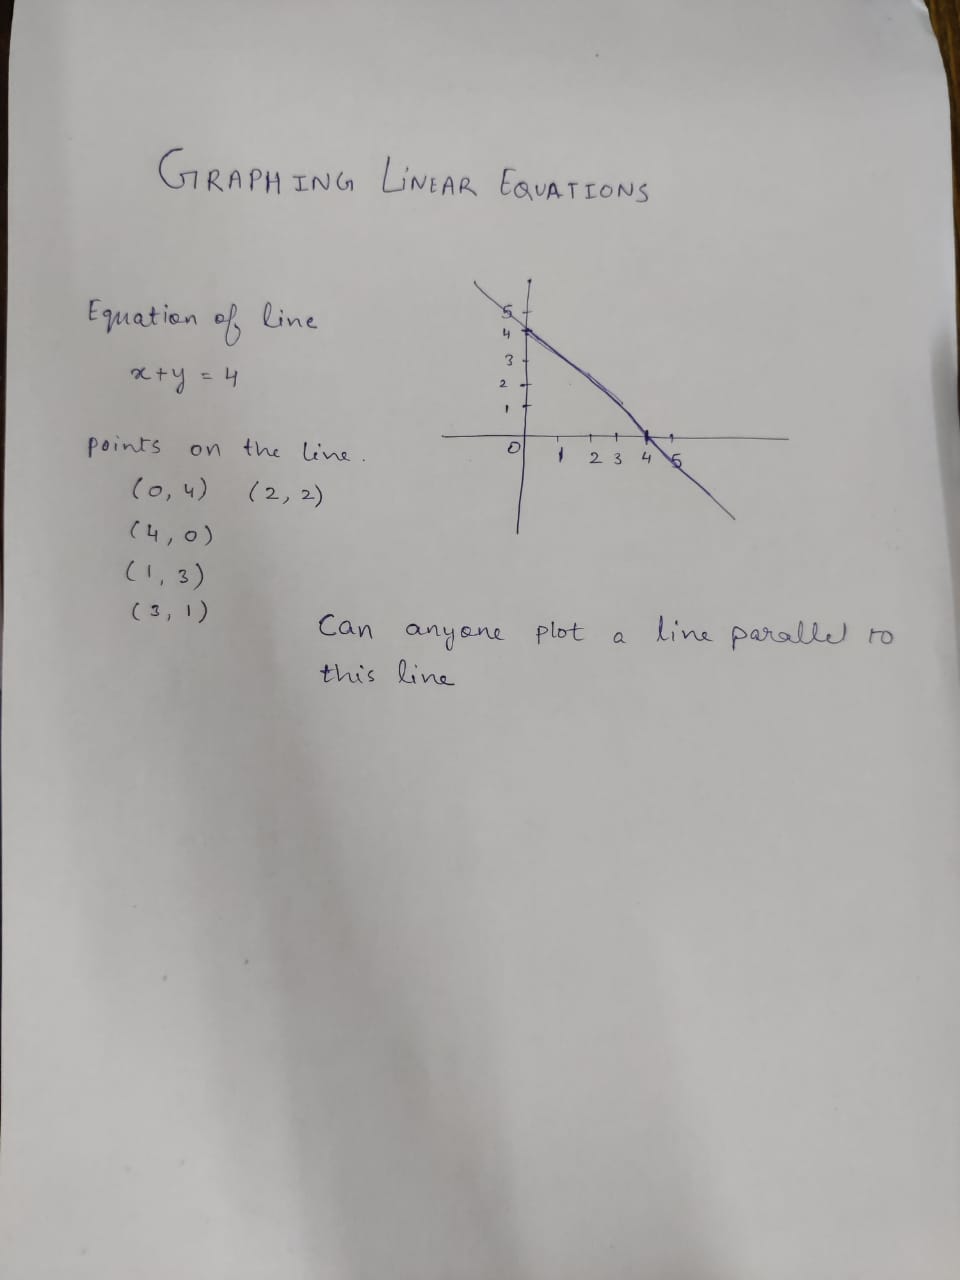 GRAPHING LINEAR EQUATIONS
Equation of line
x+y = 4
points on the line.
(0, 4) (2, 2)
(4, 0)
(1, 3)
(3, 1)
5
4
3
2
1
0 1 2 3 4 5
Can anyone plot a line parallel to
this line